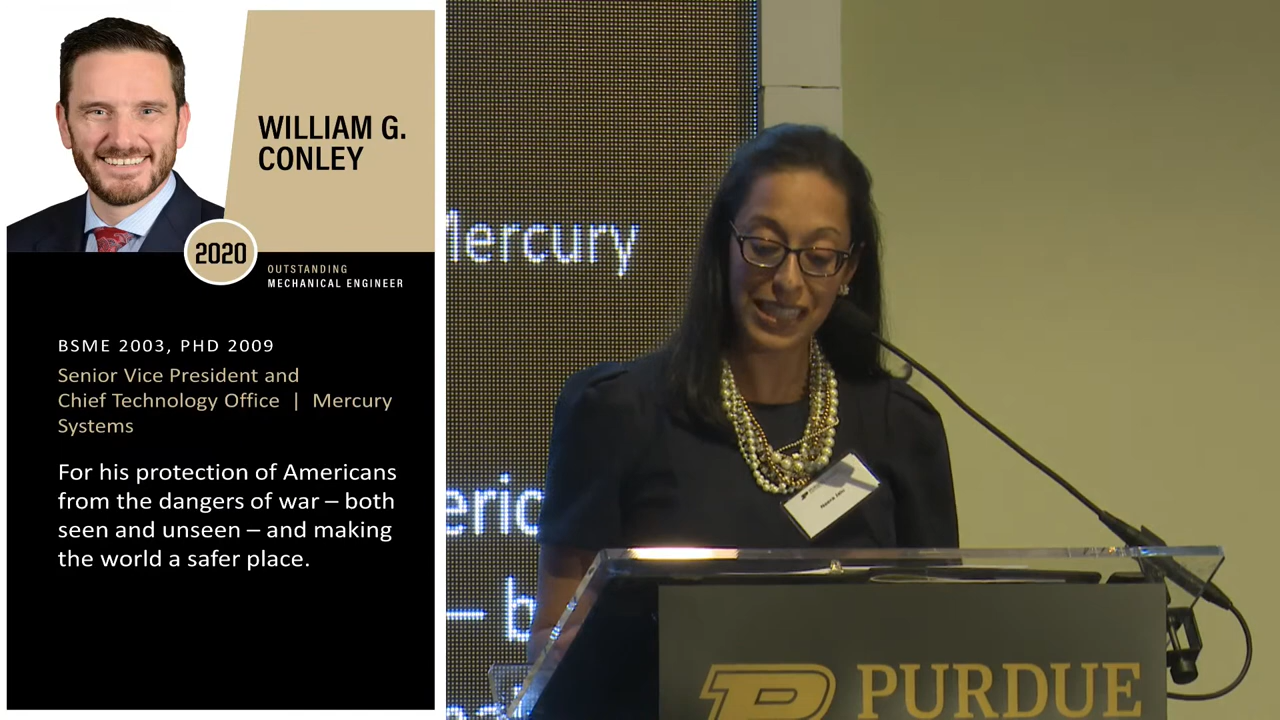 WILLIAM G.
CONLEY
2020
OUTSTANDING
MECHANICAL ENGINEER
BSME 2003, PHD 2009
Senior Vice President and
Chief Technology Office | Mercury
Systems
For his protection of Americans
from the dangers of war – both
seen and unseen – and making
the world a safer place.
Mercury
eric
– b
PURDUE